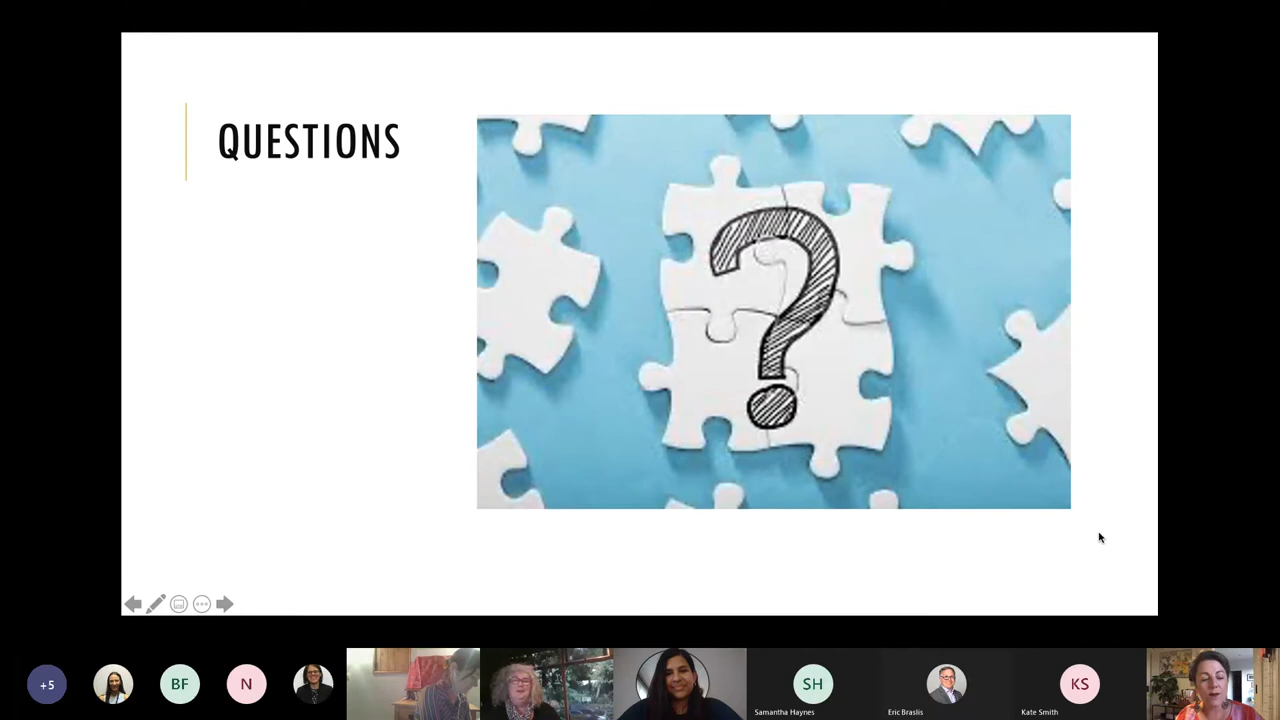 QUESTIONS
?
+5
BF
N
SH
KS
Samantha Haynes
Eric Braslis
Kate Smith